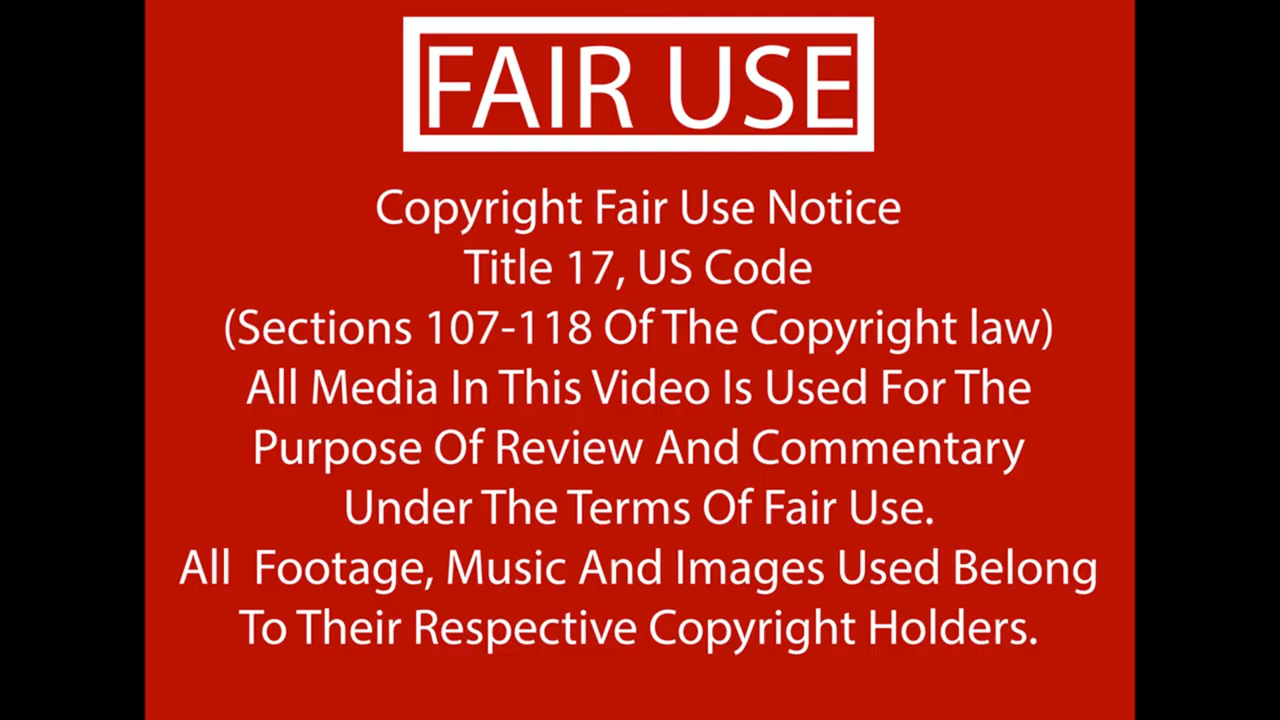 FAIR USE
Copyright Fair Use Notice
Title 17, US Code
(Sections 107-118 Of The Copyright law)
All Media In This Video Is Used For The
Purpose Of Review And Commentary
Under The Terms Of Fair Use.
All  Footage, Music And Images Used Belong
To Their Respective Copyright Holders.